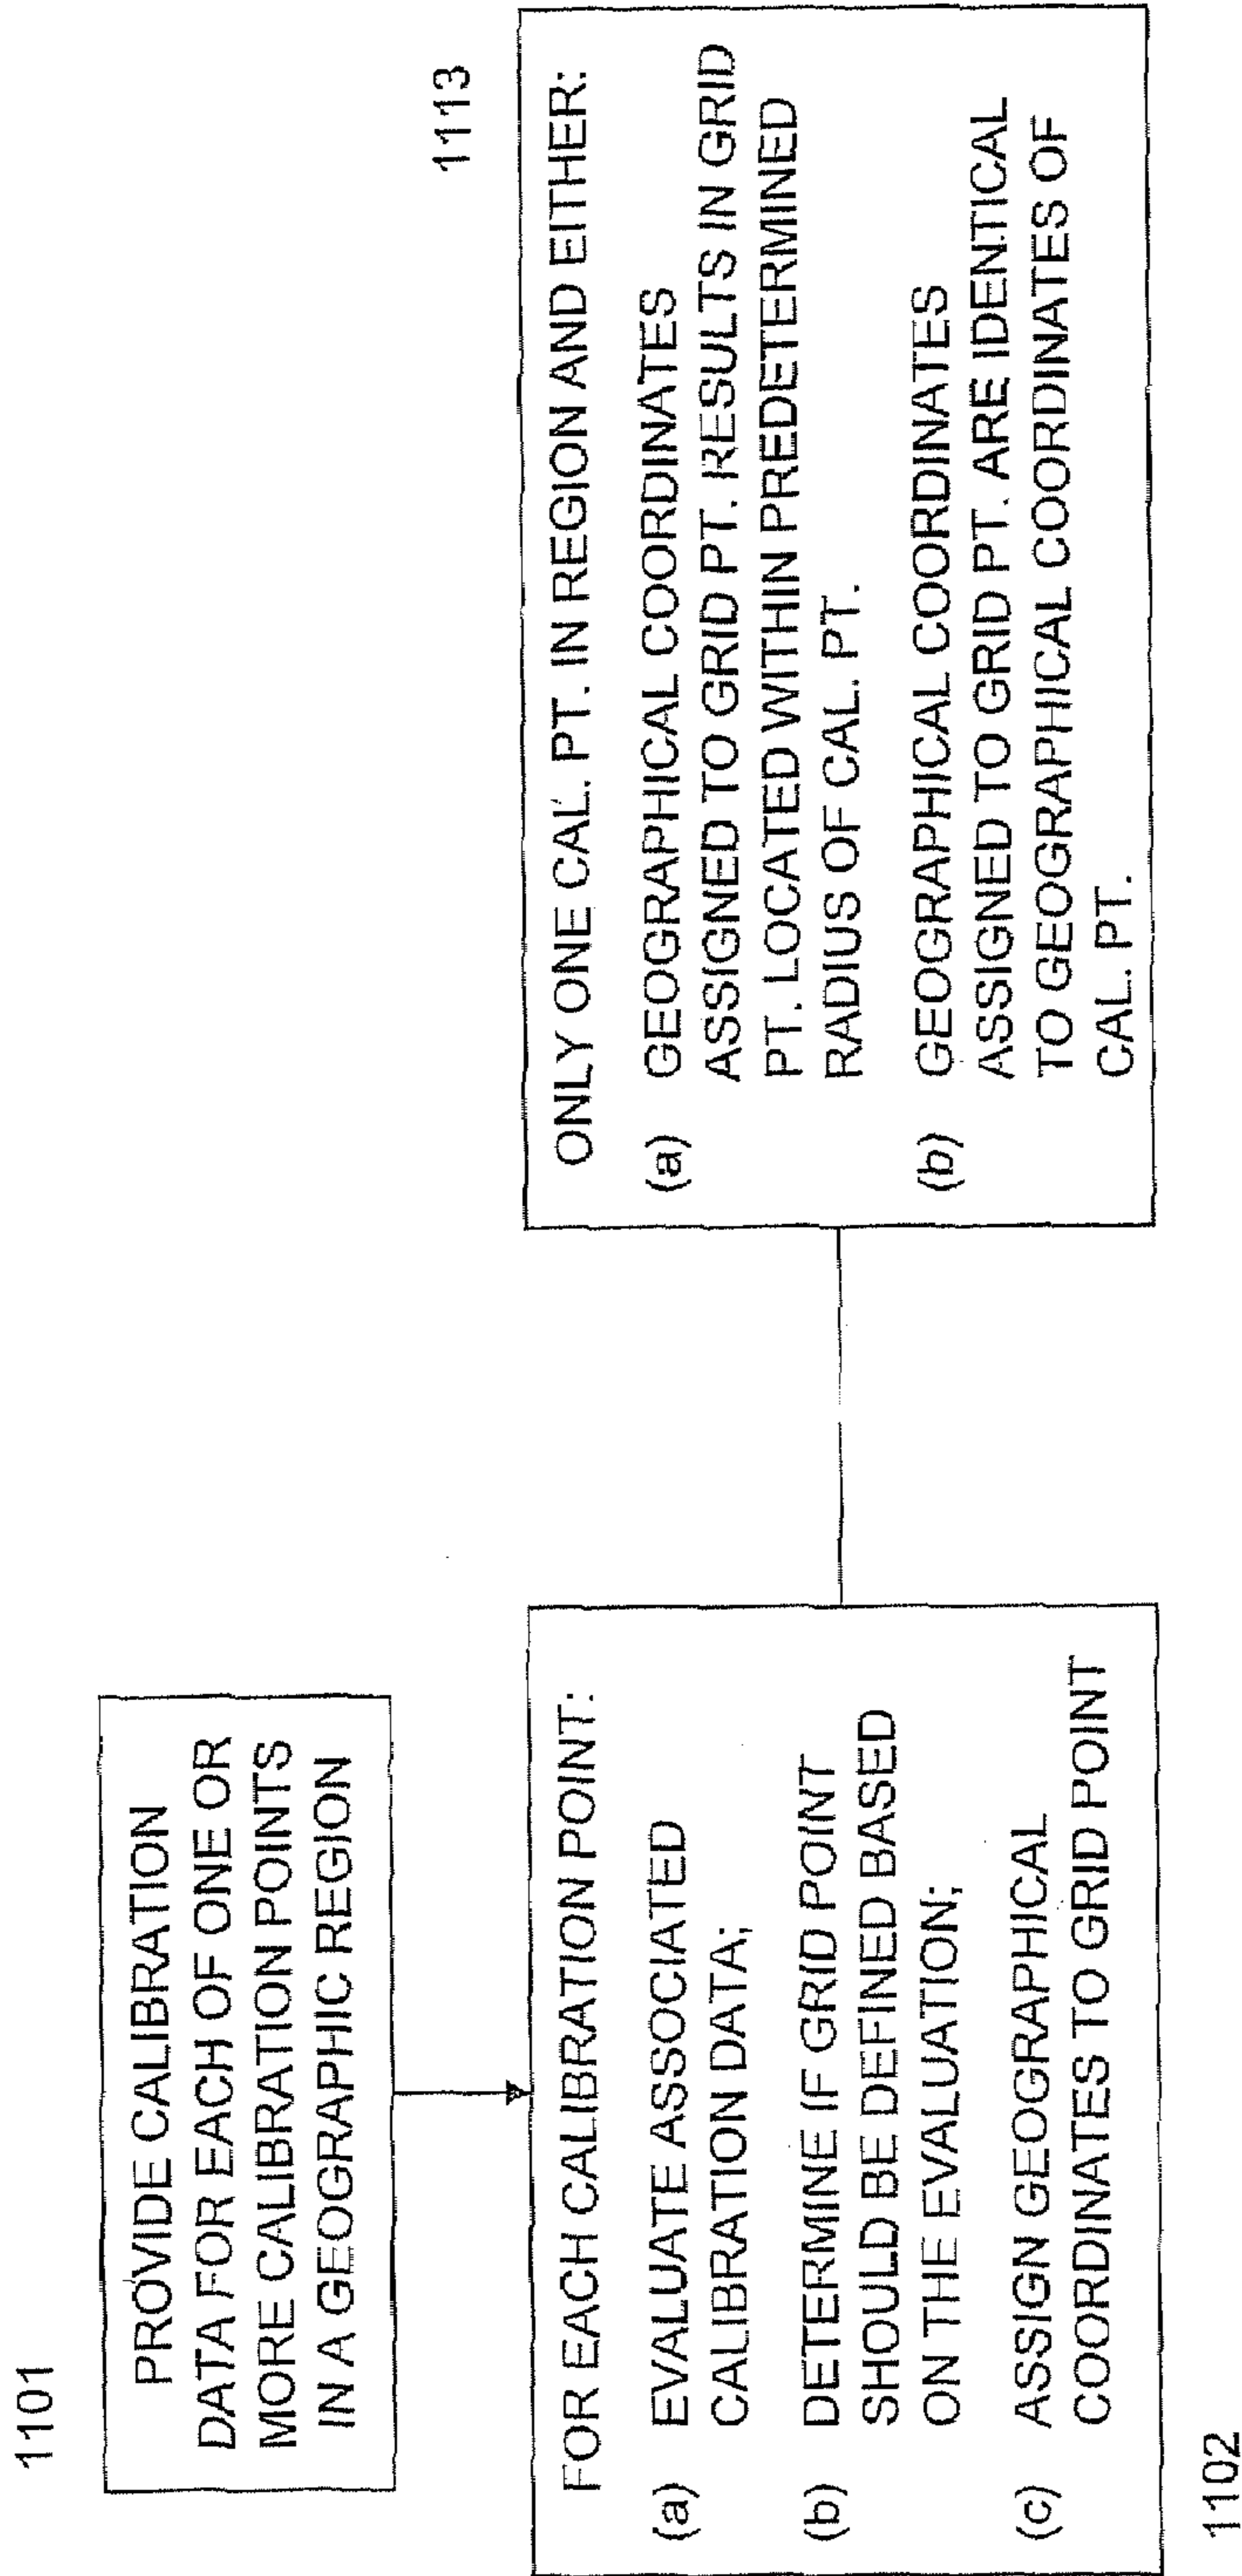 1101
PROVIDE CALIBRATION
DATA FOR EACH OF ONE OR
MORE CALIBRATION POINTS
IN A GEOGRAPHIC REGION
FOR EACH CALIBRATION POINT:
(a) EVALUATE ASSOCIATED
CALIBRATION DATA;
(b) DETERMINE IF GRID POINT
SHOULD BE DEFINED BASED
ON THE EVALUATION;
(c) ASSIGN GEOGRAPHICAL
COORDINATES TO GRID POINT
1102
1113
ONLY ONE CAL. PT. IN REGION AND EITHER:
(a) GEOGRAPHICAL COORDINATES
ASSIGNED TO GRID PT. RESULTS IN GRID
PT. LOCATED WITHIN PREDETERMINED
RADIUS OF CAL. PT.
(b) GEOGRAPHICAL COORDINATES
ASSIGNED TO GRID PT. ARE IDENTICAL
TO GEOGRAPHICAL COORDINATES OF
CAL. PT.